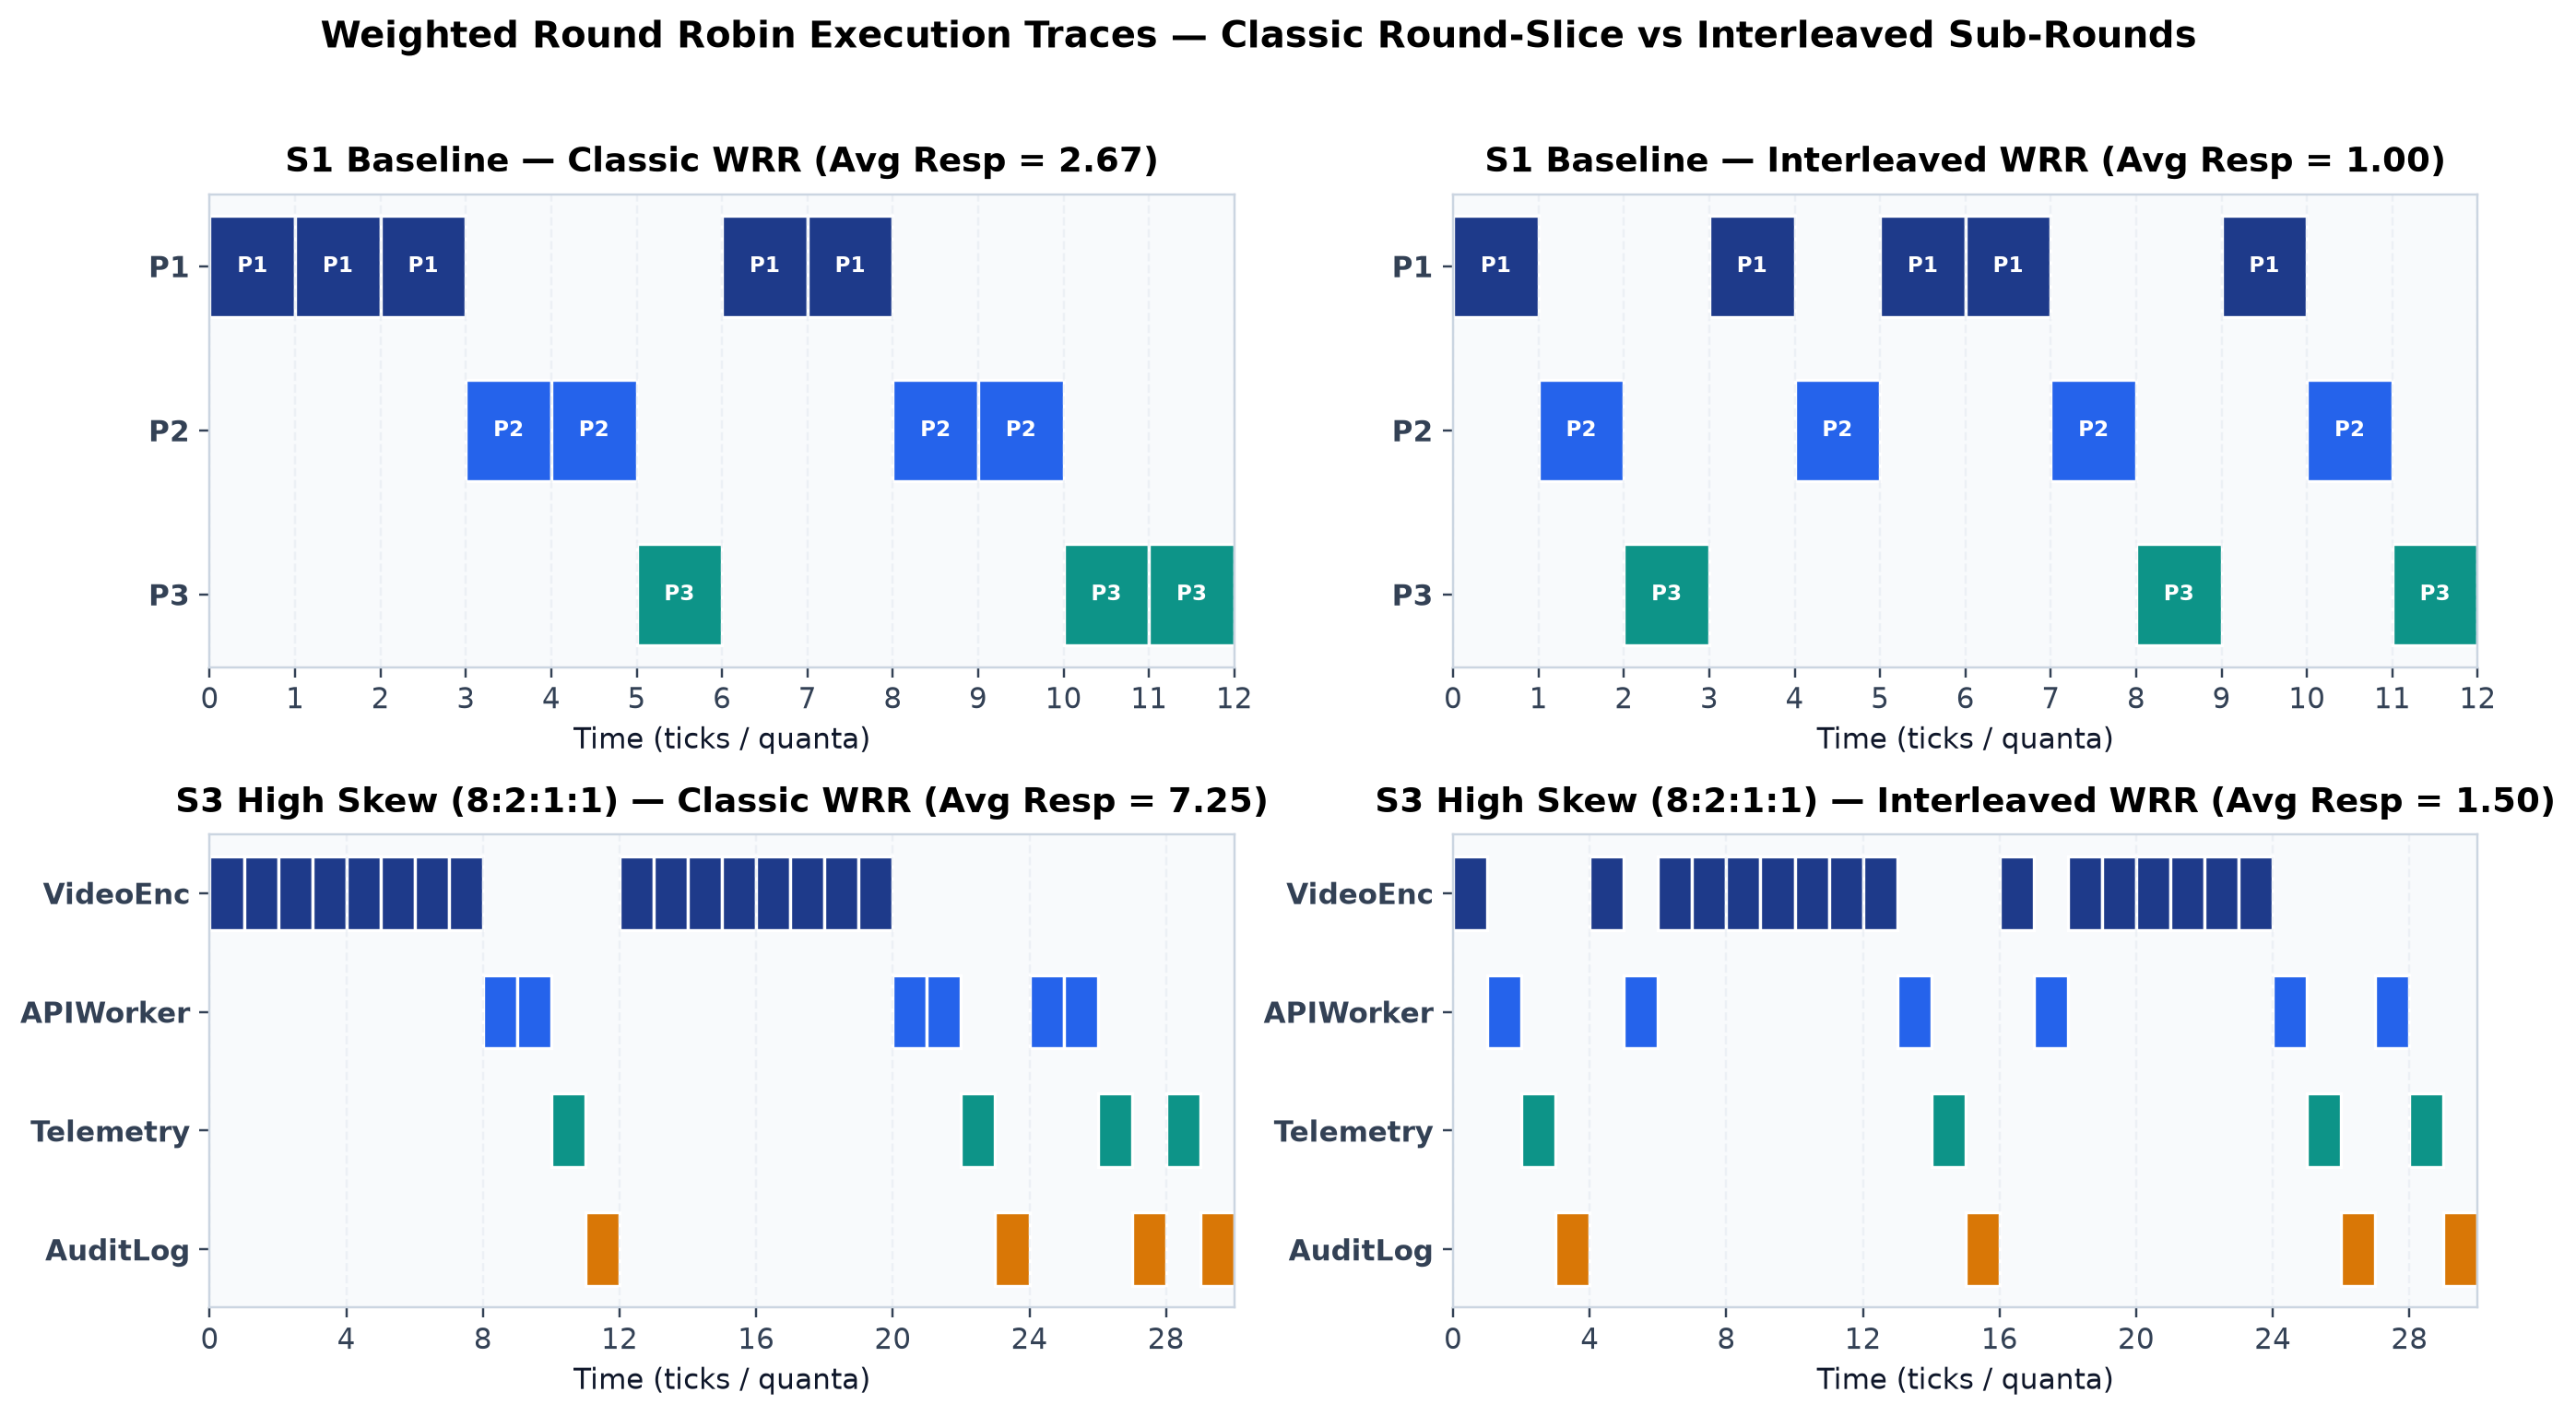 Weighted Round Robin Execution Traces — Classic Round-Slice vs Interleaved Sub-Rounds
S1 Baseline — Classic WRR (Avg Resp = 2.67)
P1 P1 P1 P1 P1 P1
P2 P2 P2 P2 P2
P3 P3 P3 P3
0 1 2 3 4 5 6 7 8 9 10 11 12
Time (ticks / quanta)
S1 Baseline — Interleaved WRR (Avg Resp = 1.00)
P1 P1 P1 P1 P1 P1
P2 P2 P2 P2 P2
P3 P3 P3 P3
0 1 2 3 4 5 6 7 8 9 10 11 12
Time (ticks / quanta)
S3 High Skew (8:2:1:1) — Classic WRR (Avg Resp = 7.25)
VideoEnc
APIWorker
Telemetry
AuditLog
0 4 8 12 16 20 24 28
Time (ticks / quanta)
S3 High Skew (8:2:1:1) — Interleaved WRR (Avg Resp = 1.50)
VideoEnc
APIWorker
Telemetry
AuditLog
0 4 8 12 16 20 24 28
Time (ticks / quanta)